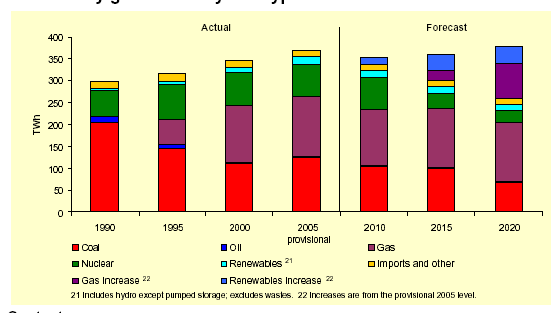 Actual Forecast
400
350
300
250
200
150
100
50
0
TWh
1990 1995 2000 2005 2010 2015 2020
provisional
Coal Oil Gas
Nuclear Renewables 21 Imports and other
Gas Increase 22 Renewables Increase 22
21 Includes hydro except pumped storage; excludes wastes. 22 Increases are from the provisional 2005 level.